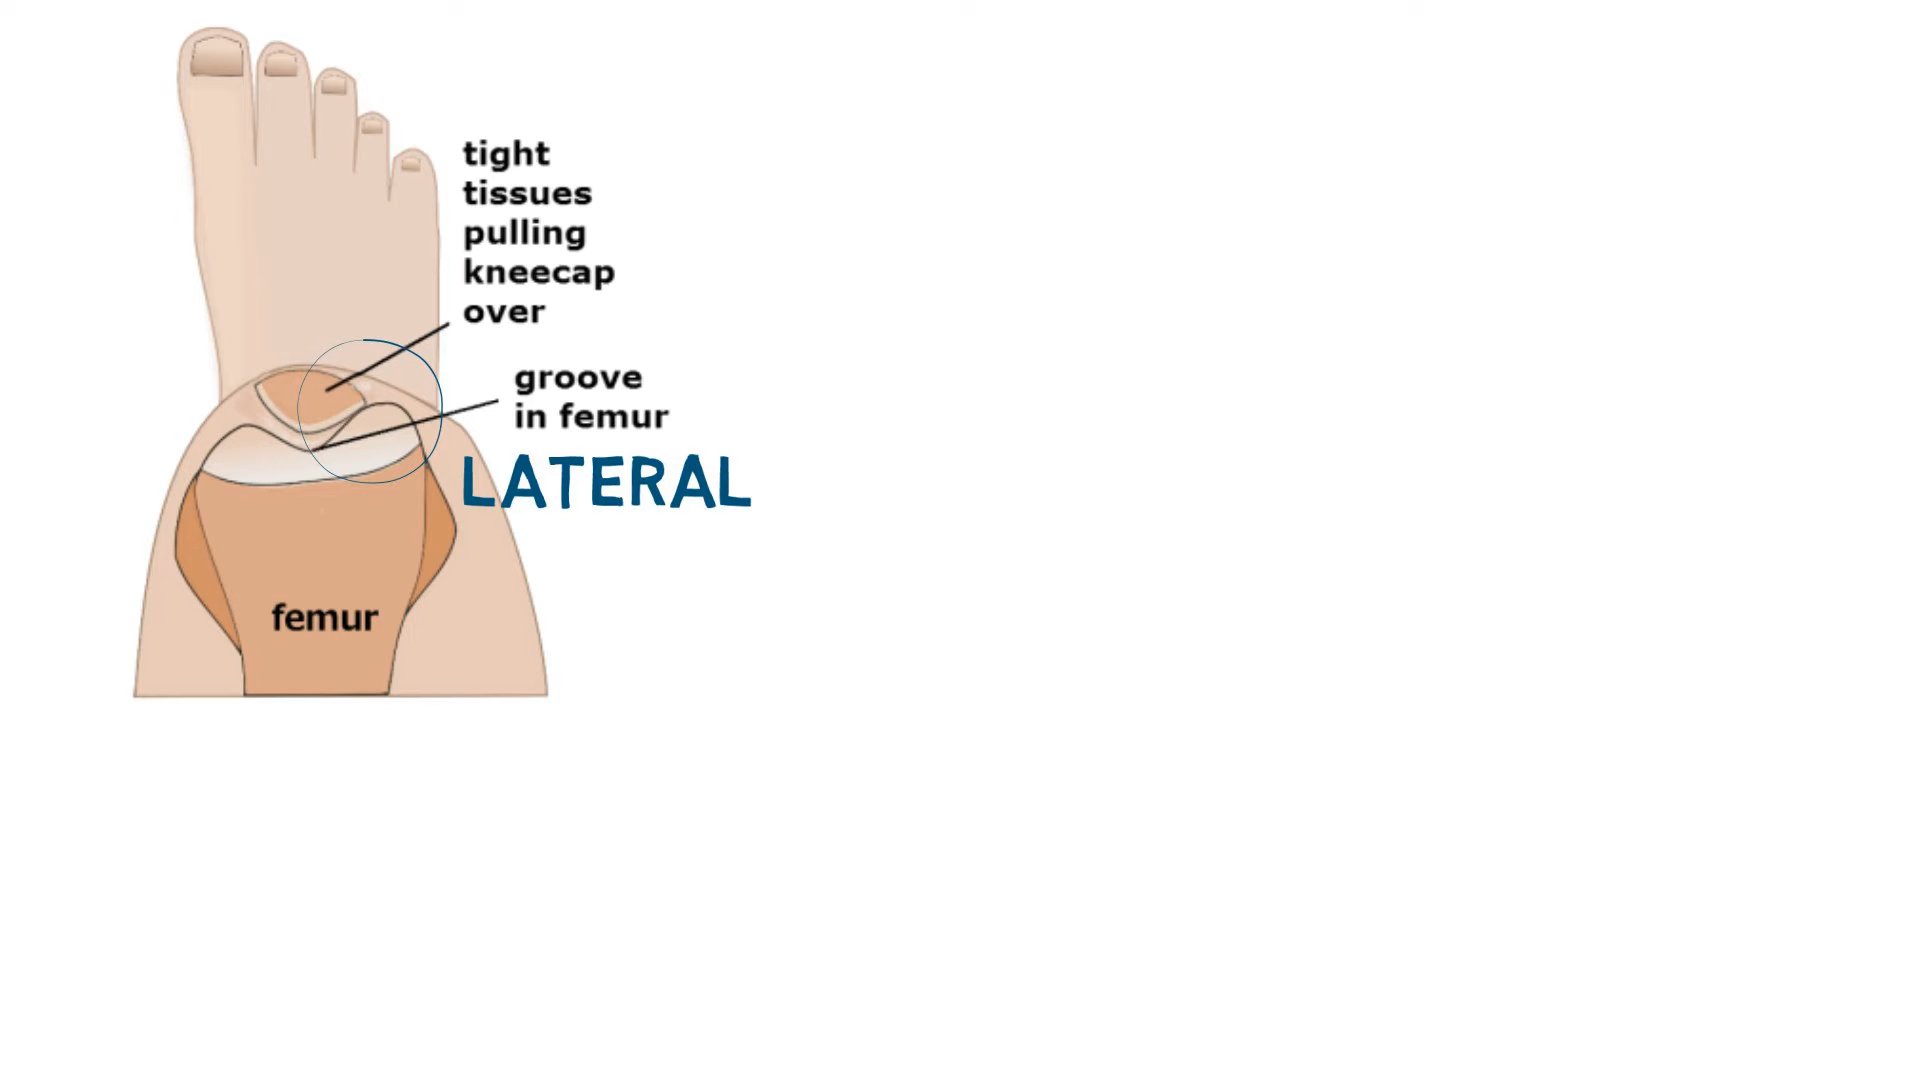 tight
tissues
pulling
kneecap
over
groove
in femur
LATERAL
femur